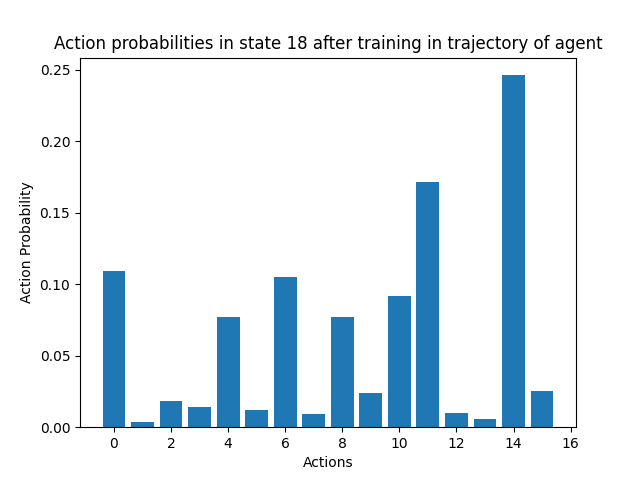 Action probabilities in state 18 after training in trajectory of agent
0.25
0.20
0.15
0.10
0.05
0.00
Action Probability
0 2 4 6 8 10 12 14 16
Actions